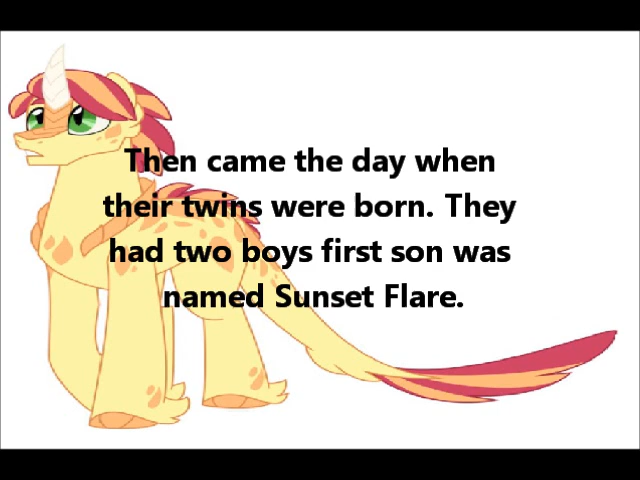 Then came the day when
their twins were born. They
had two boys first son was
named Sunset Flare.